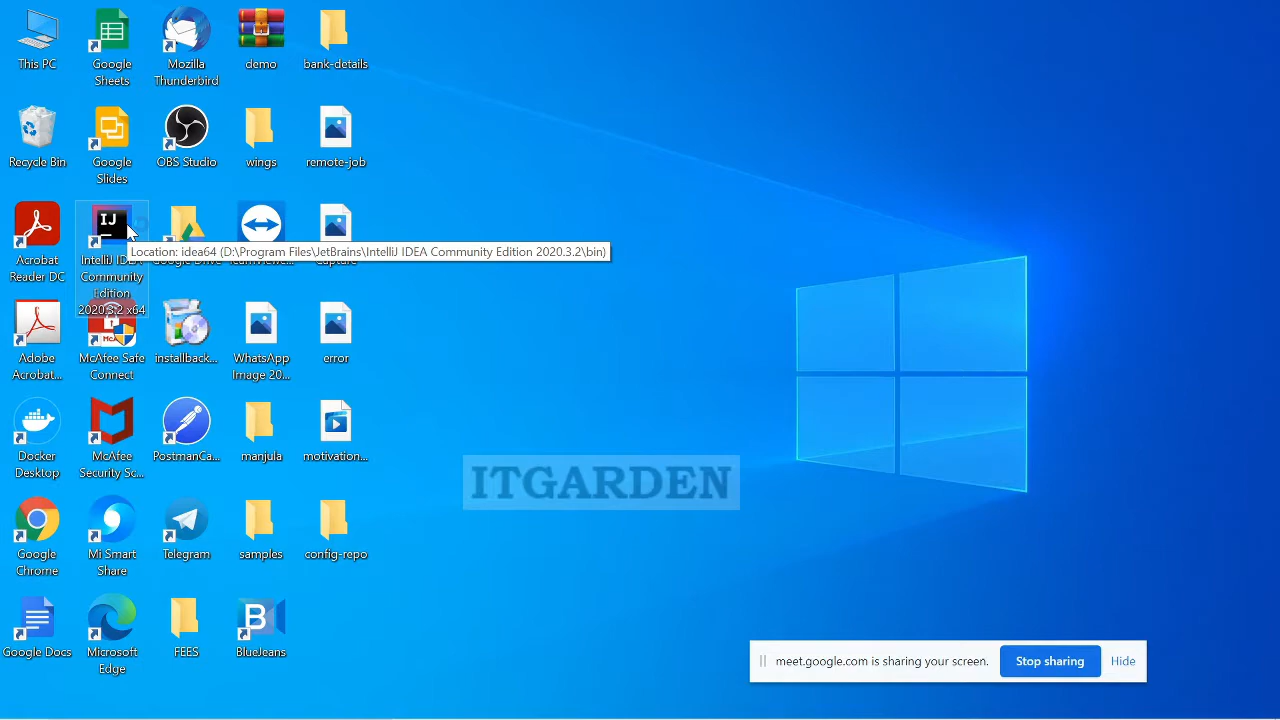 This PC
Google
Sheets
Mozilla
Thunderbird
demo
bank-details
Recycle Bin
Google
Slides
OBS Studio
wings
remote-job
IJ
Location: idea64 (D:\Program Files\JetBrains\IntelliJ IDEA Community Edition 2020.3.2\bin)
Acrobat
Reader DC
IntelliJ IDEA
Community
Edition
2020.3.2 x64
Google Drive
Adobe
Acrobat...
McAfee Safe
Connect
installback...
WhatsApp
Image 20...
error
Docker
Desktop
McAfee
Security Sc...
PostmanCa...
manjula
motivation...
ITGARDEN
Google
Chrome
Mi Smart
Share
Telegram
samples
config-repo
Google Docs
Microsoft
Edge
FEES
B
BlueJeans
meet.google.com is sharing your screen.
Stop sharing
Hide